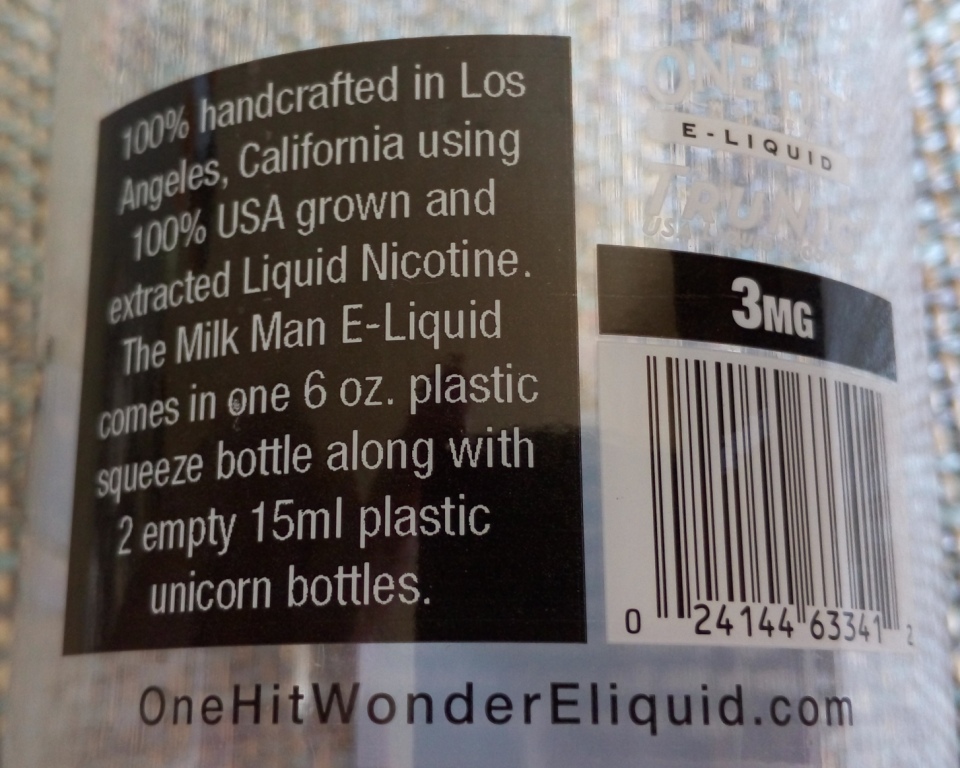 100% handcrafted in Los
Angeles, California using
100% USA grown and
extracted Liquid Nicotine.
The Milk Man E-Liquid
comes in one 6 oz. plastic
squeeze bottle along with
2 empty 15ml plastic
unicorn bottles.
ONE
E-LIQUID
3MG
0 24144 63341 2
OneHitWonderEliquid.com